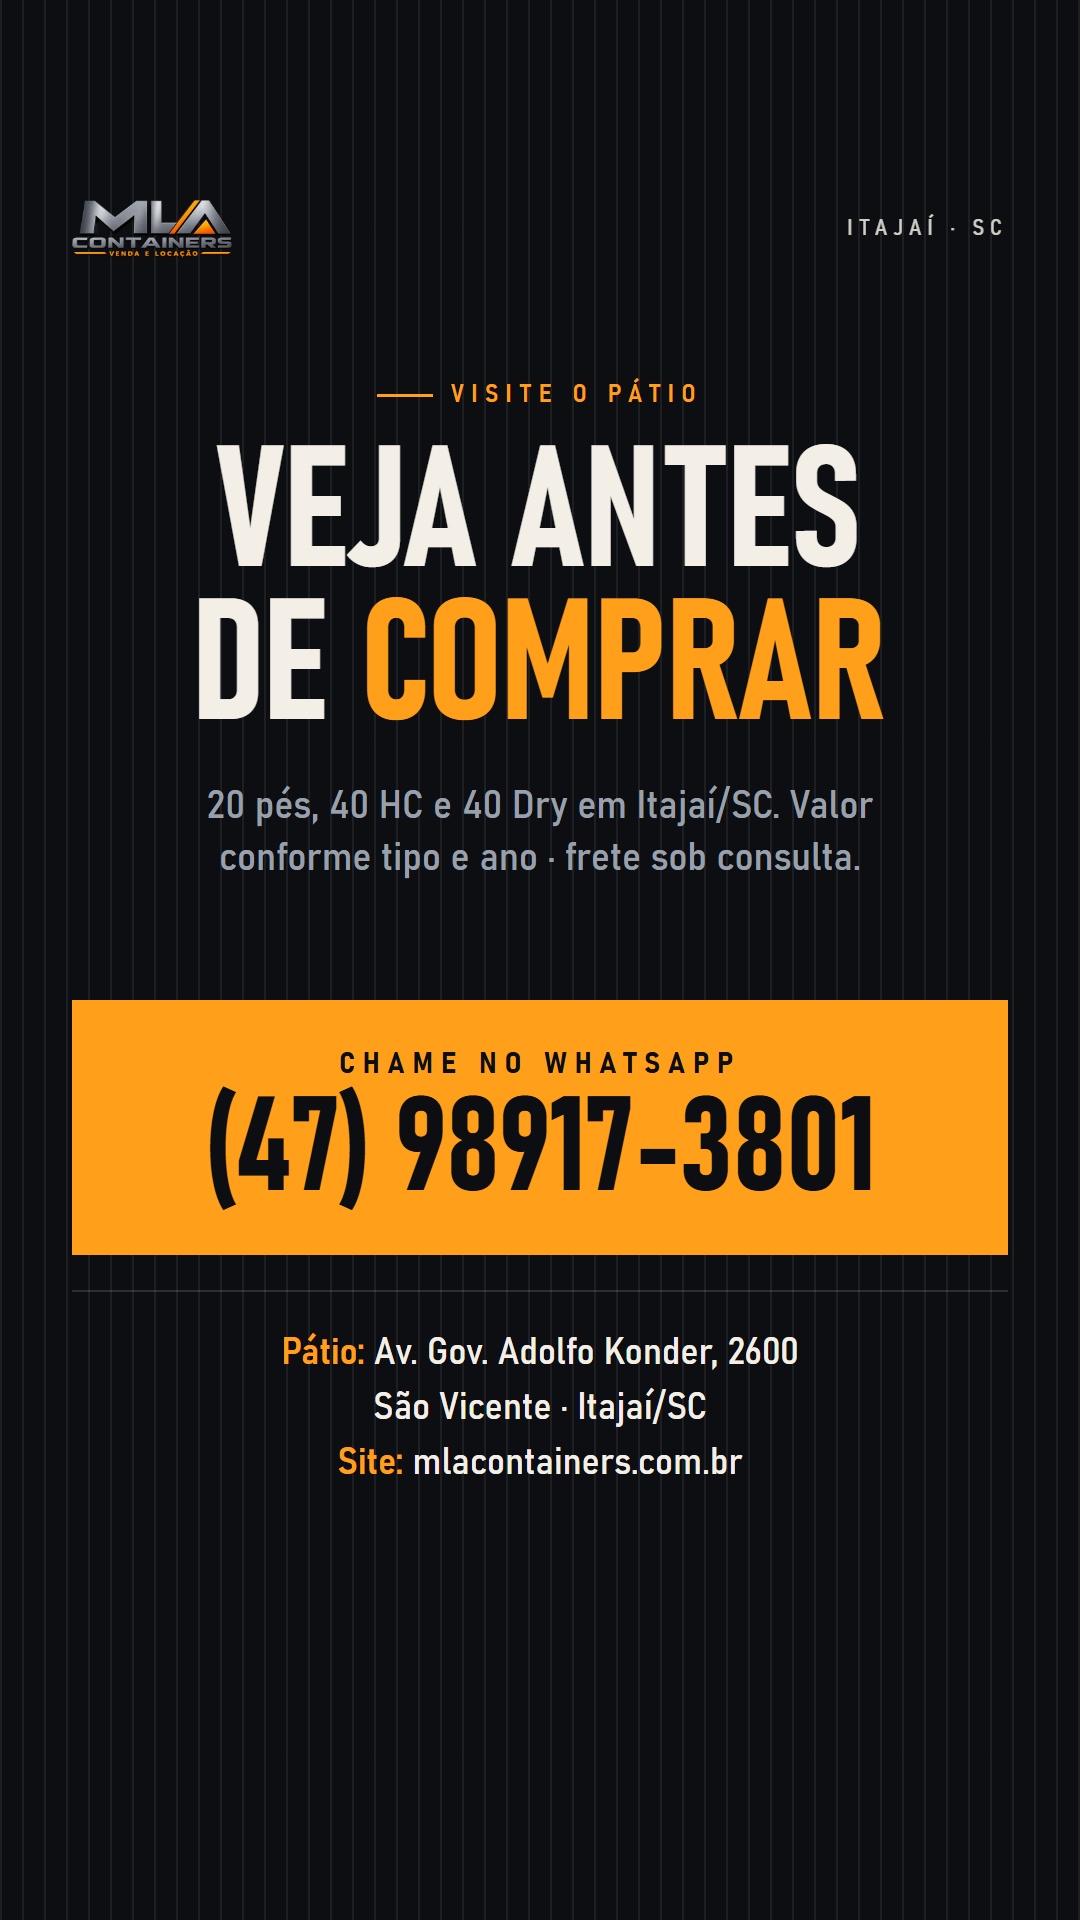 MLA
CONTAINERS
VENDA E LOCAÇÃO
ITAJAÍ · SC
VISITE O PÁTIO
VEJA ANTES
DE COMPRAR
20 pés, 40 HC e 40 Dry em Itajaí/SC. Valor
conforme tipo e ano · frete sob consulta.
CHAME NO WHATSAPP
(47) 98917-3801
Pátio: Av. Gov. Adolfo Konder, 2600
São Vicente · Itajaí/SC
Site: mlacontainers.com.br